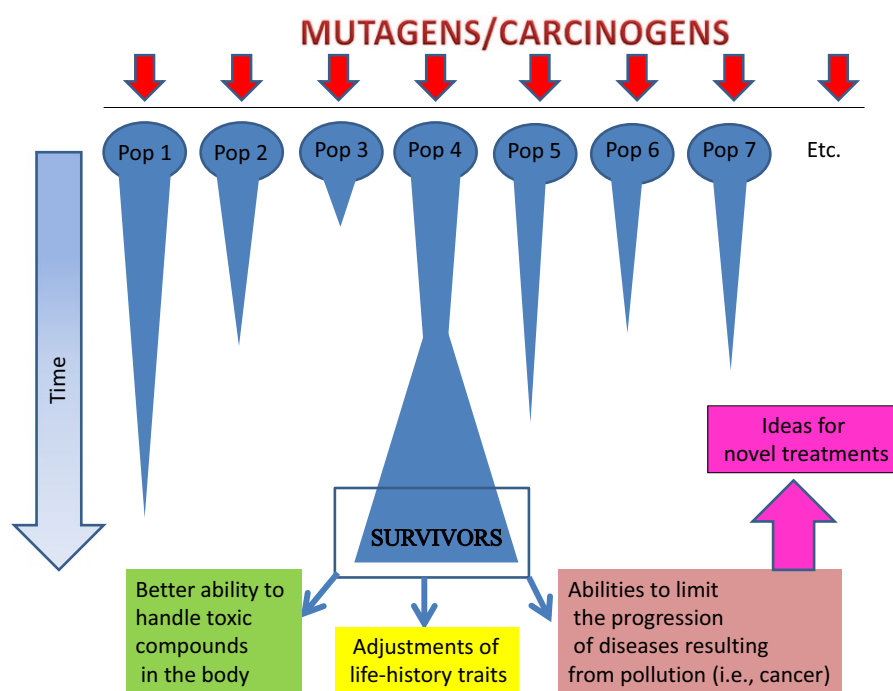 MUTAGENS/CARCINOGENS
Pop 1 Pop 2 Pop 3 Pop 4 Pop 5 Pop 6 Pop 7 Etc.
Time
Ideas for
novel treatments
SURVIVORS
Better ability to
handle toxic
compounds
in the body
Adjustments of
life-history traits
Abilities to limit
the progression
of diseases resulting
from pollution (i.e., cancer)